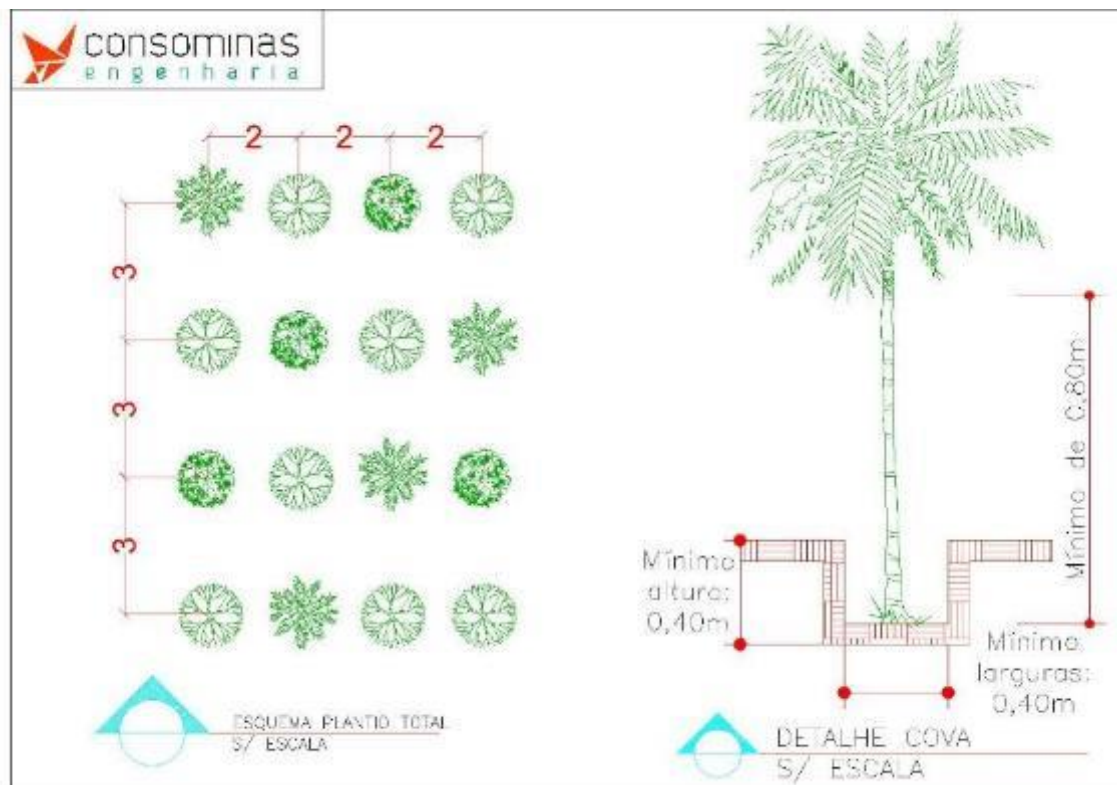 consominas
engenharia
2 2 2
3
3
3
ESQUEMA PLANTIO TOTAL
S/ ESCALA
Mínimo de 0,80m
Mínimo
altura:
0,40m
Mínimo
larguras:
0,40m
DETALHE COVA
S/ ESCALA